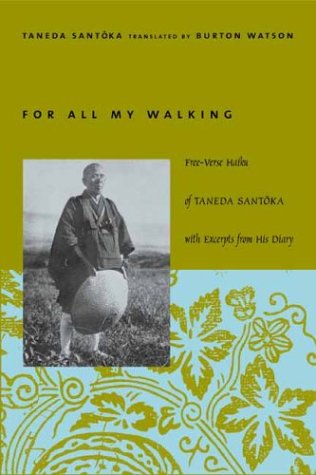 TANEDA SANTŌKA TRANSLATED BY BURTON WATSON
FOR ALL MY WALKING
Free-Verse Haiku
of TANEDA SANTŌKA
with Excerpts from His Diary